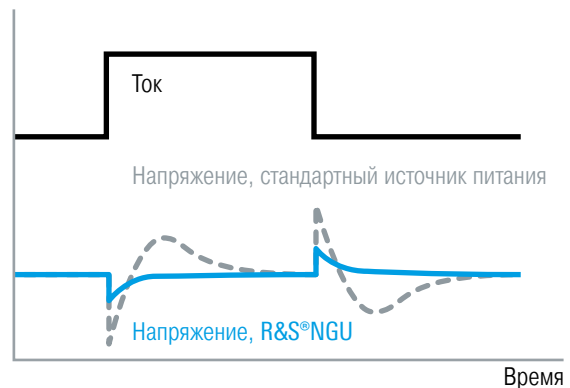 Ток
Напряжение, стандартный источник питания
Напряжение, R&S®NGU
Время